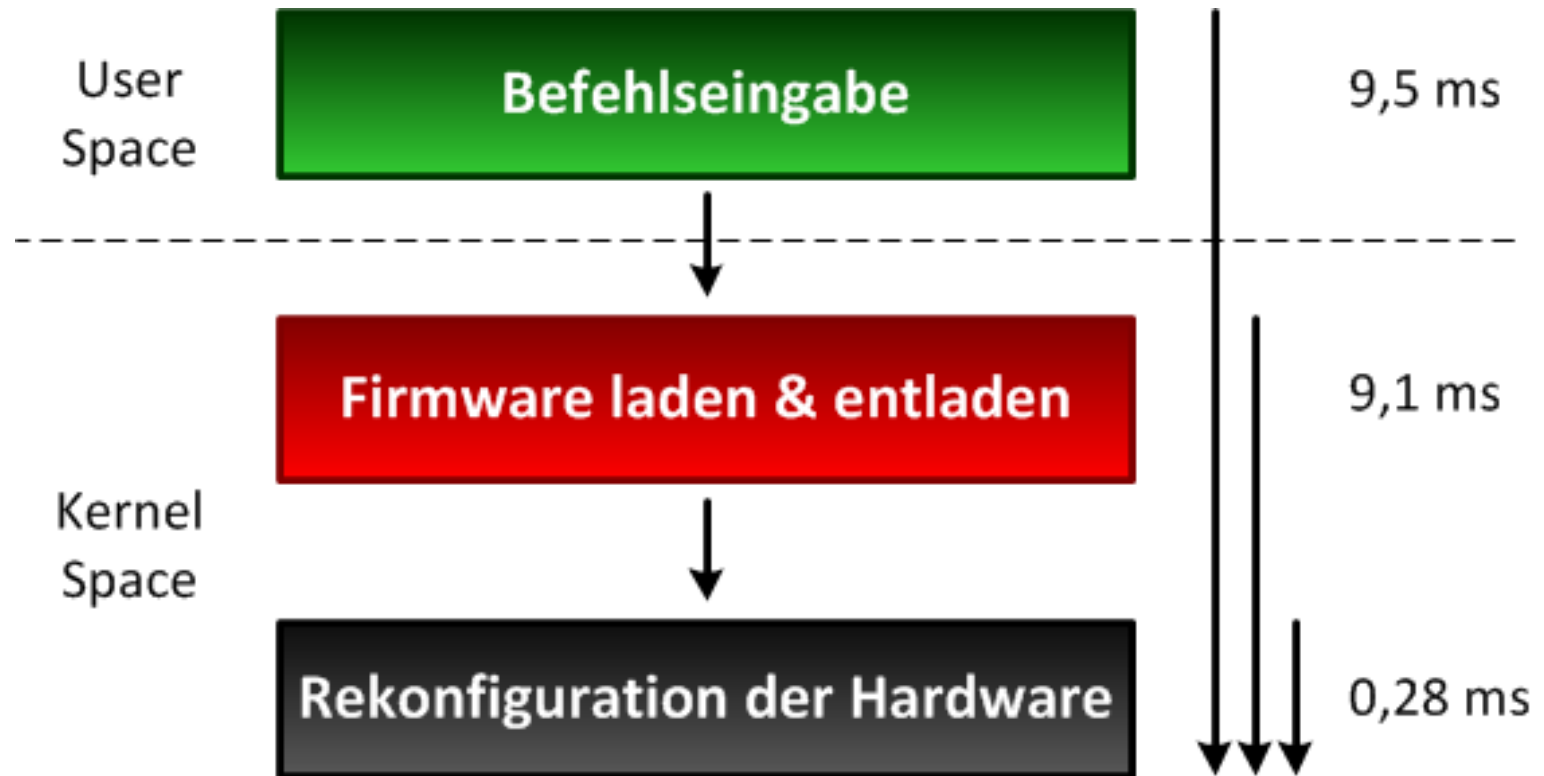 User
Space
Befehlseingabe
9,5 ms
Firmware laden & entladen
9,1 ms
Kernel
Space
Rekonfiguration der Hardware
0,28 ms